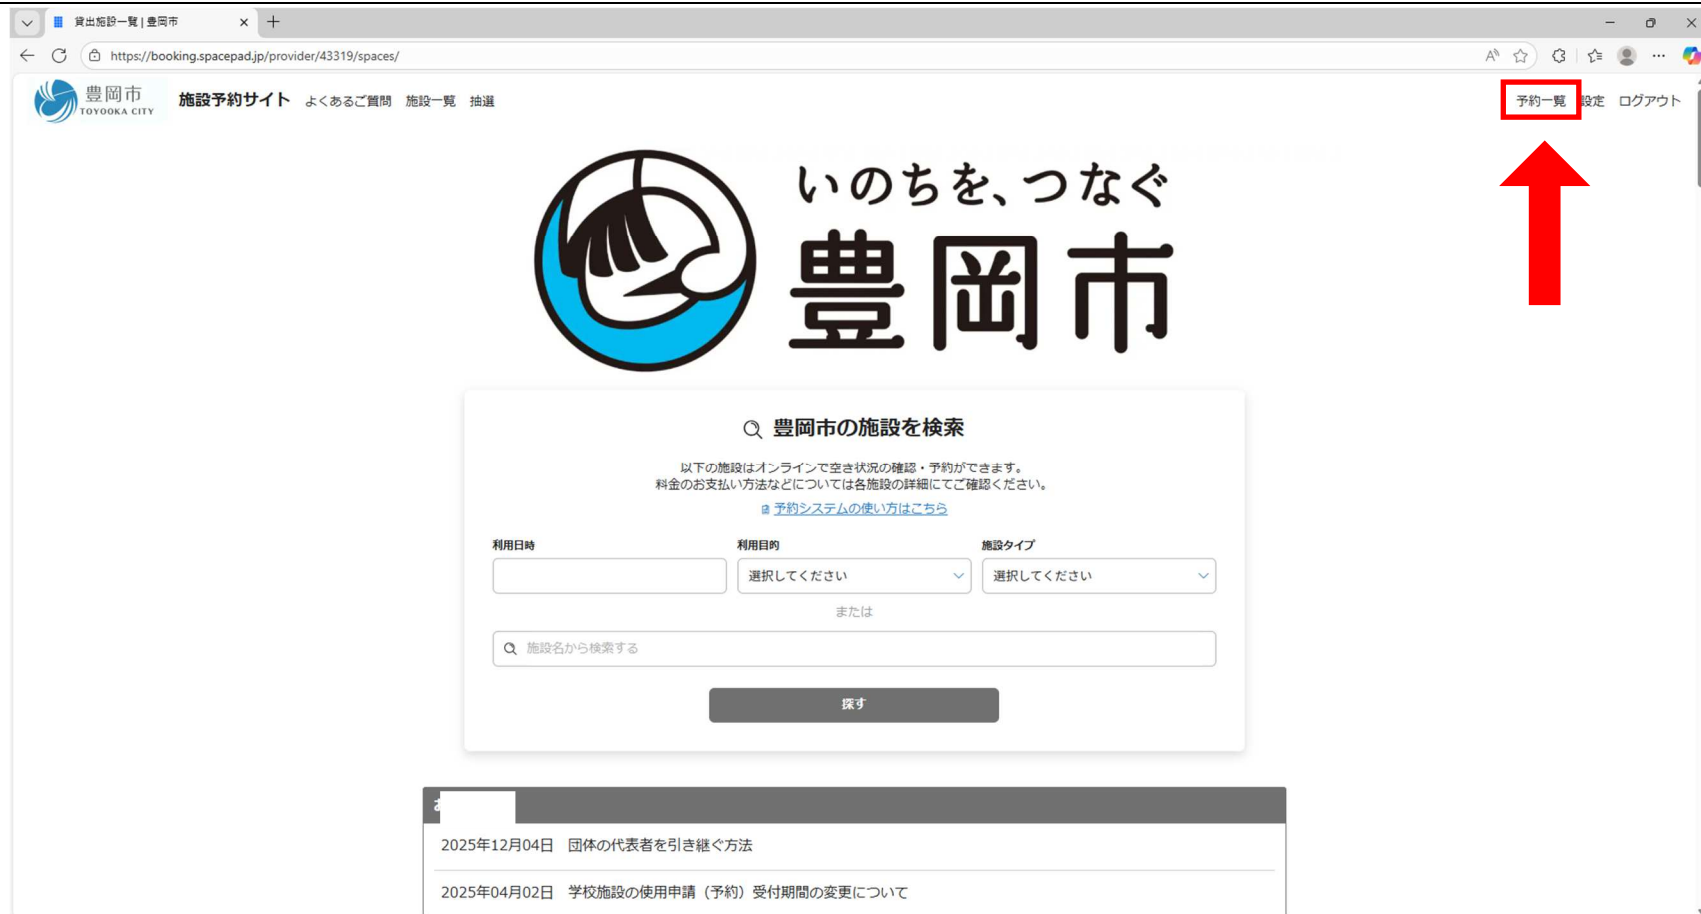 貸出施設一覧 | 豊岡市
https://booking.spacepad.jp/provider/43319/spaces/
豊岡市
TOYOOKA CITY
施設予約サイト よくあるご質問 施設一覧 抽選
予約一覧 設定 ログアウト
いのちを、つなぐ
豊岡市
豊岡市の施設を検索
以下の施設はオンラインで空き状況の確認・予約ができます。
料金のお支払い方法などについては各施設の詳細にてご確認ください。
予約システムの使い方はこちら
利用日時 利用目的 施設タイプ
選択してください 選択してください
または
施設名から検索する
探す
2025年12月04日 団体の代表者を引き継ぐ方法
2025年04月02日 学校施設の使用申請（予約）受付期間の変更について